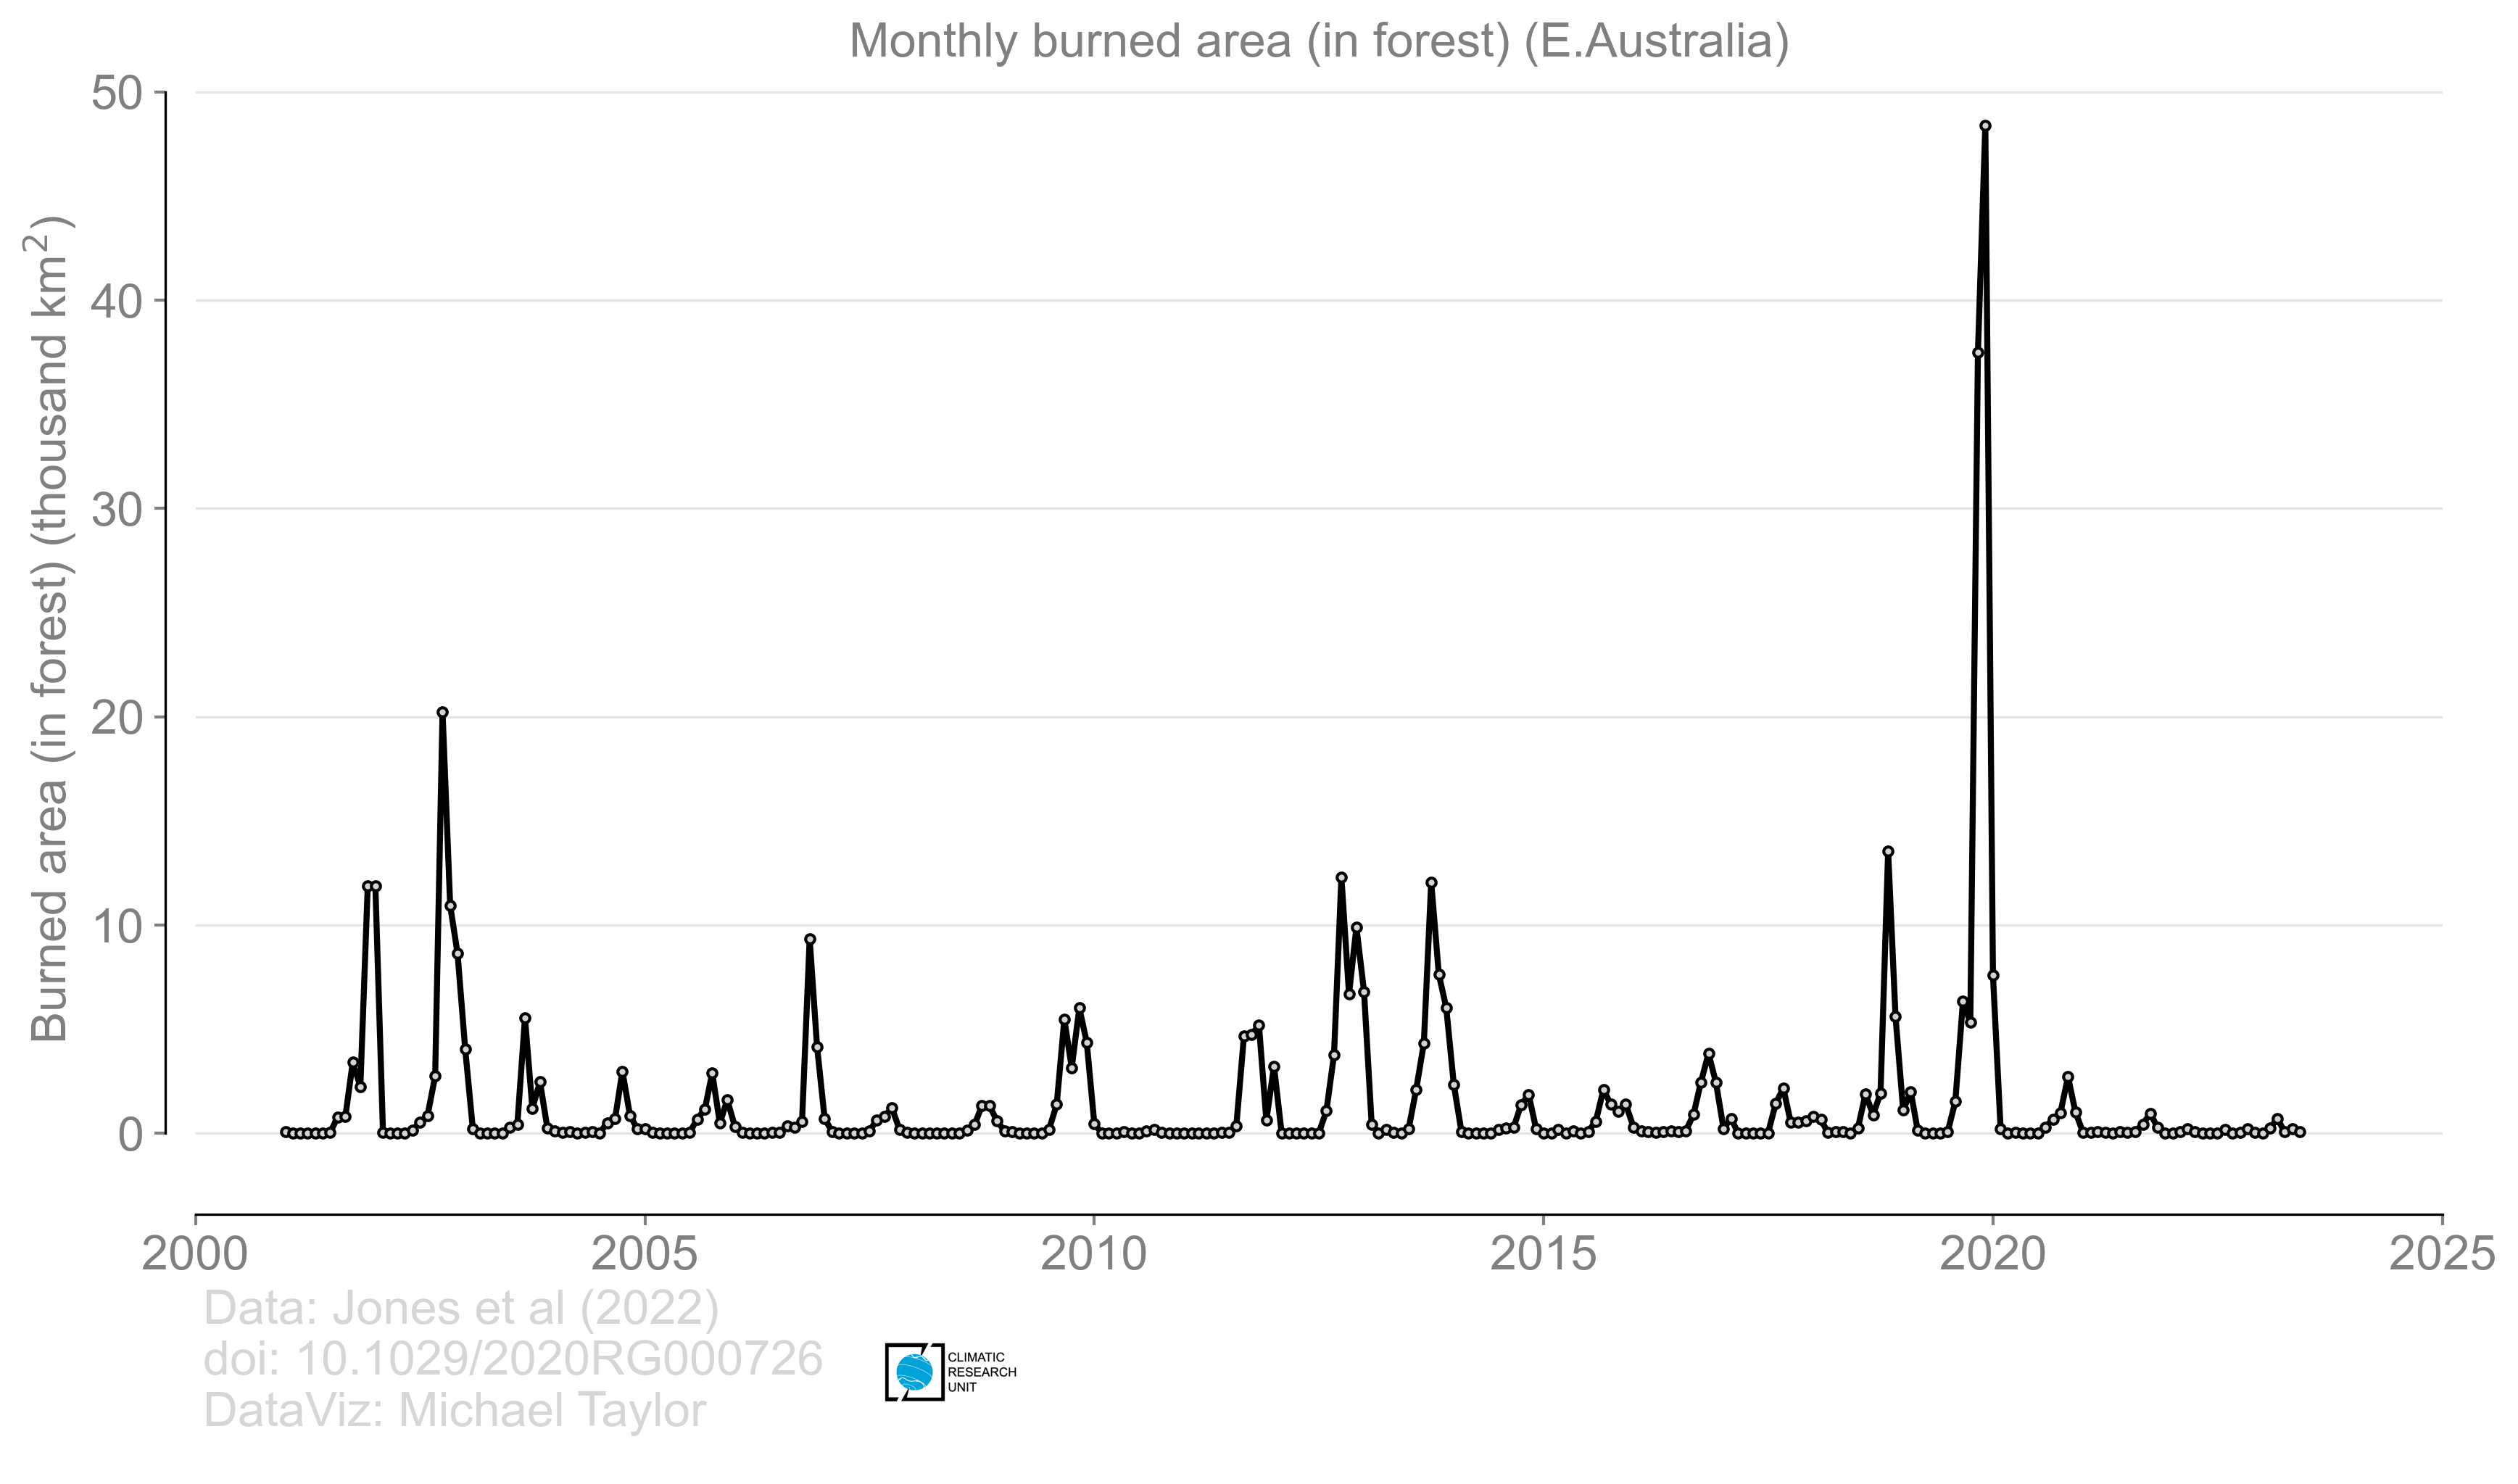 Monthly burned area (in forest) (E.Australia)
Burned area (in forest) (thousand km²)
50
40
30
20
10
0
2000 2005 2010 2015 2020 2025
Data: Jones et al (2022)
doi: 10.1029/2020RG000726
DataViz: Michael Taylor
CLIMATIC
RESEARCH
UNIT